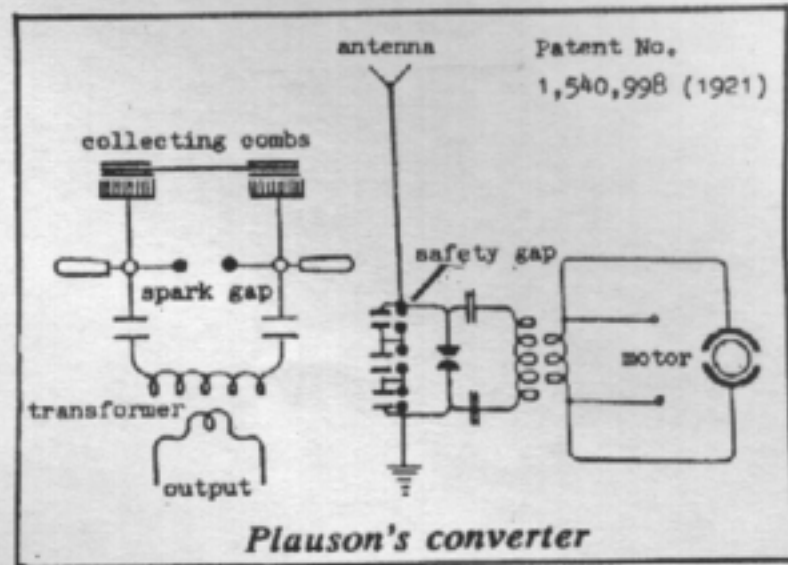 antenna
Patent No.
1,540,998 (1921)
collecting combs
safety gap
spark gap
motor
transformer
output
Plauson's converter